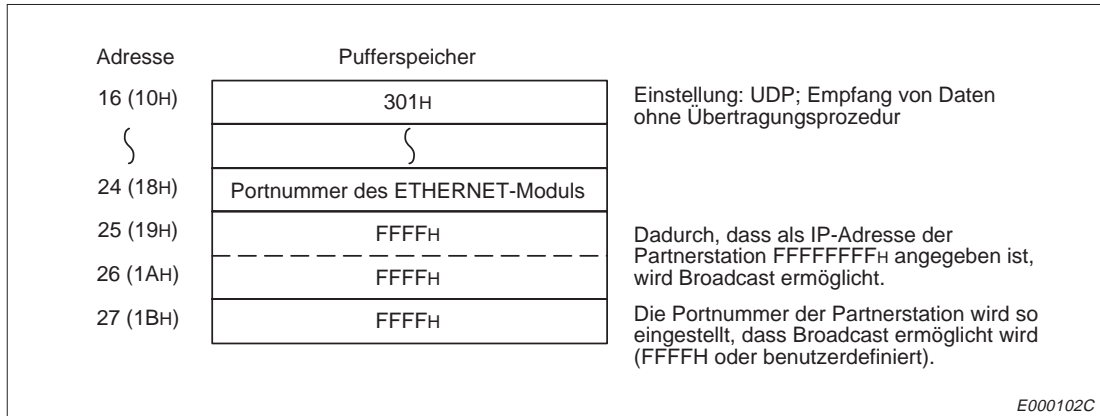 Adresse Pufferspeicher
16 (10H) 301H Einstellung: UDP; Empfang von Daten
ohne Übertragungsprozedur
24 (18H) Portnummer des ETHERNET-Moduls
25 (19H) FFFFH Dadurch, dass als IP-Adresse der
Partnerstation FFFFFFFFH angegeben ist,
26 (1AH) FFFFH wird Broadcast ermöglicht.
27 (1BH) FFFFH Die Portnummer der Partnerstation wird so
eingestellt, dass Broadcast ermöglicht wird
(FFFFH oder benutzerdefiniert).
E000102C